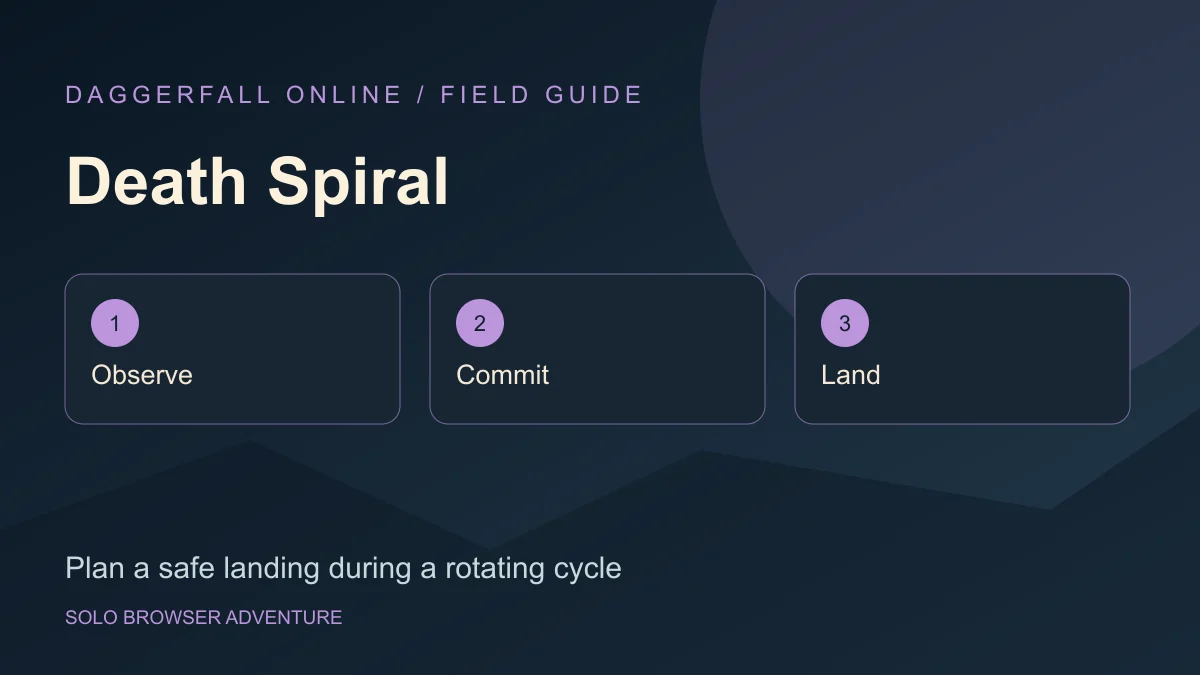 DAGGERFALL ONLINE / FIELD GUIDE
Death Spiral
1
Observe
2
Commit
3
Land
Plan a safe landing during a rotating cycle
SOLO BROWSER ADVENTURE